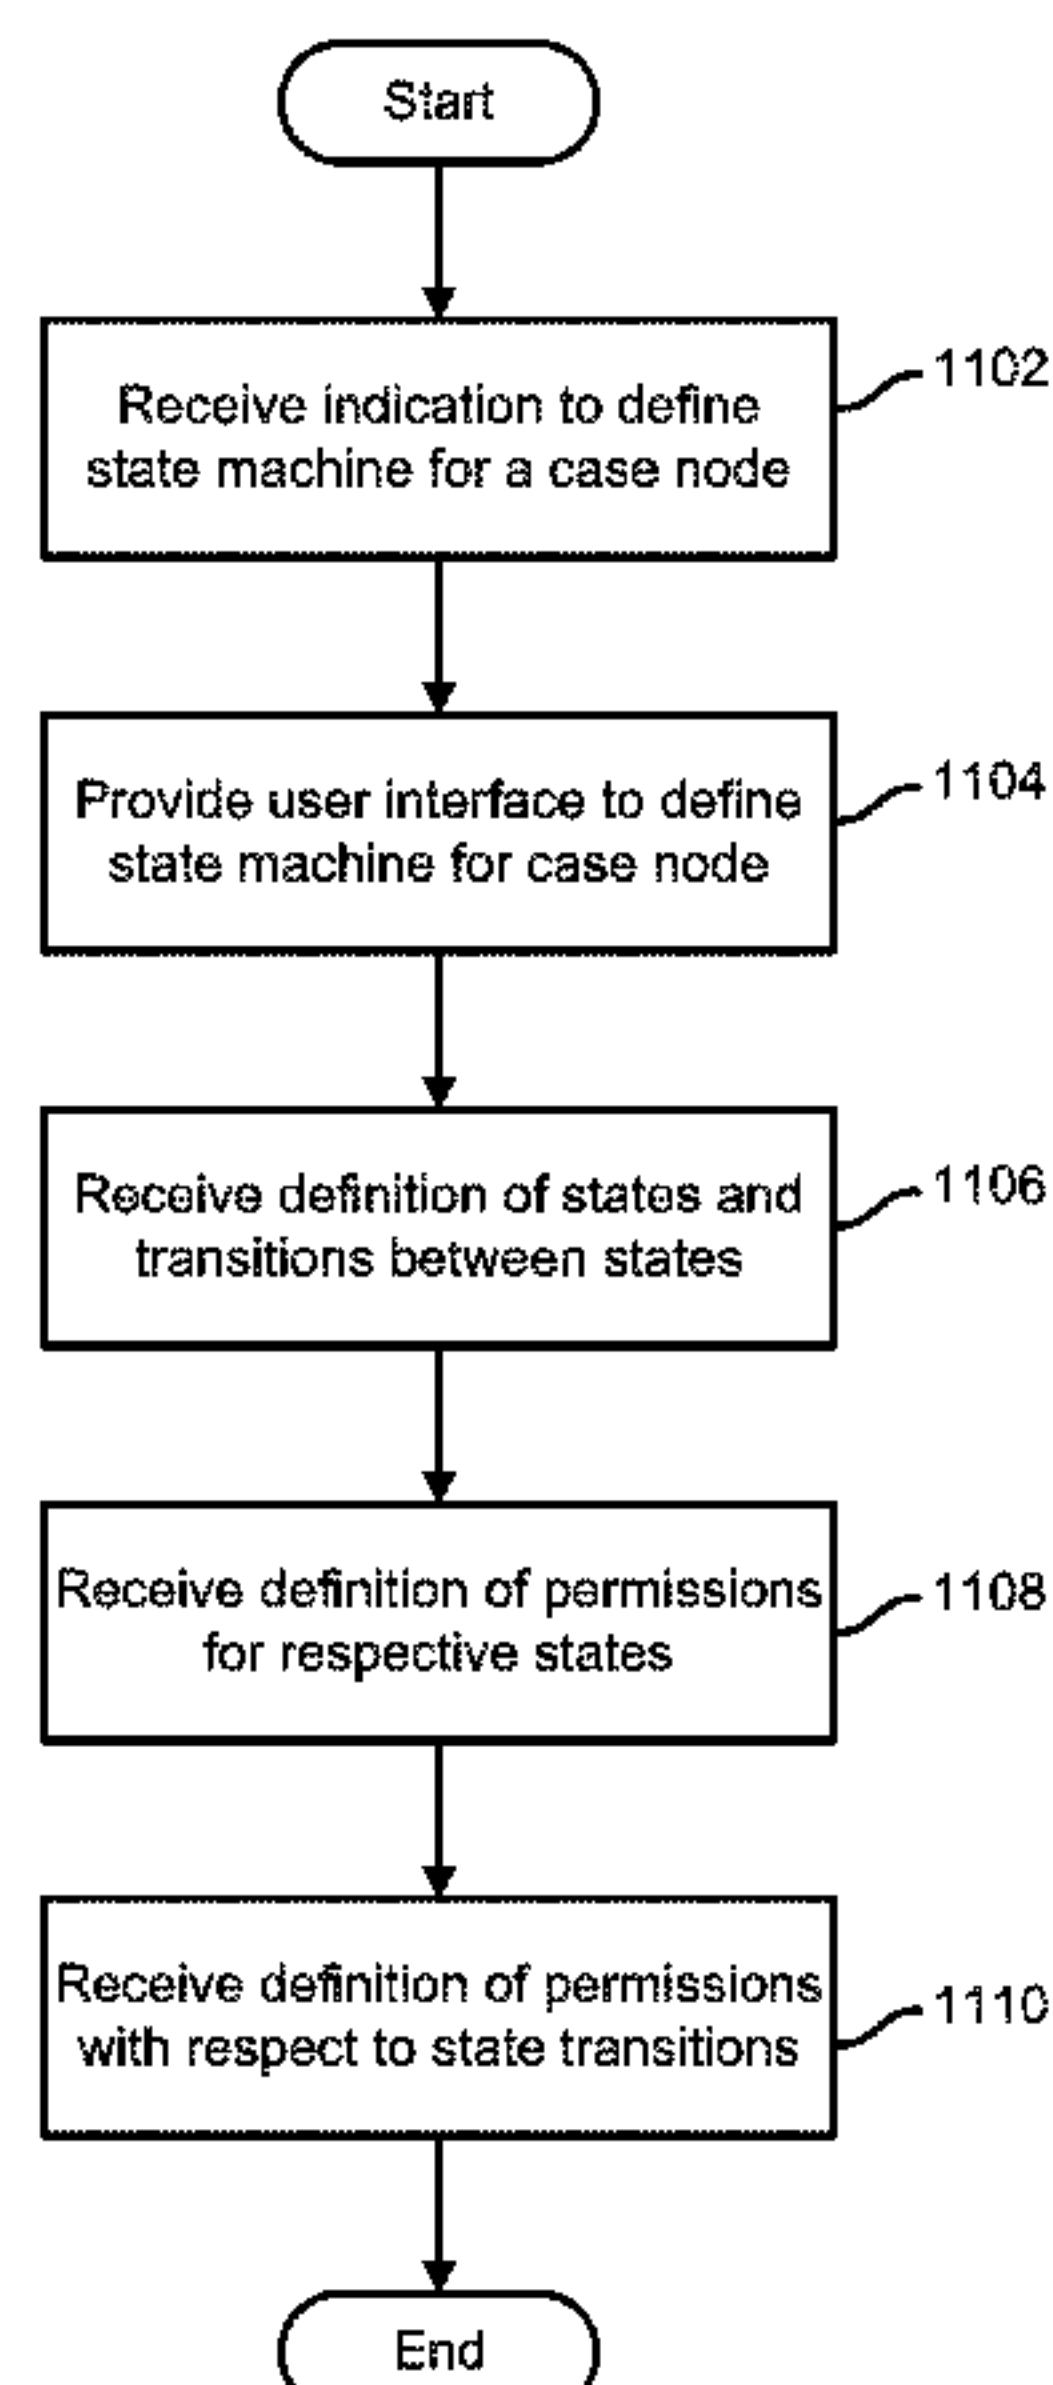 Start
Receive indication to define
state machine for a case node
1102
Provide user interface to define
state machine for case node
1104
Receive definition of states and
transitions between states
1106
Receive definition of permissions
for respective states
1108
Receive definition of permissions
with respect to state transitions
1110
End